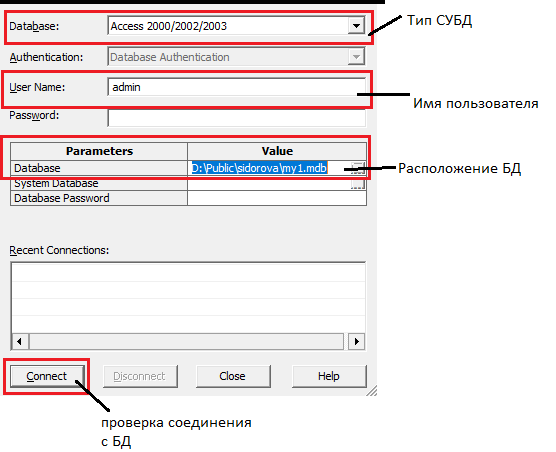 Database: Access 2000/2002/2003
Тип СУБД
Authentication: Database Authentication
User Name: admin
Имя пользователя
Password:
Parameters Value
Database D:\Public\sidorova\my1.mdb ...
Расположение БД
System Database ...
Database Password
Recent Connections:
Connect Disconnect Close Help
проверка соединения
с БД